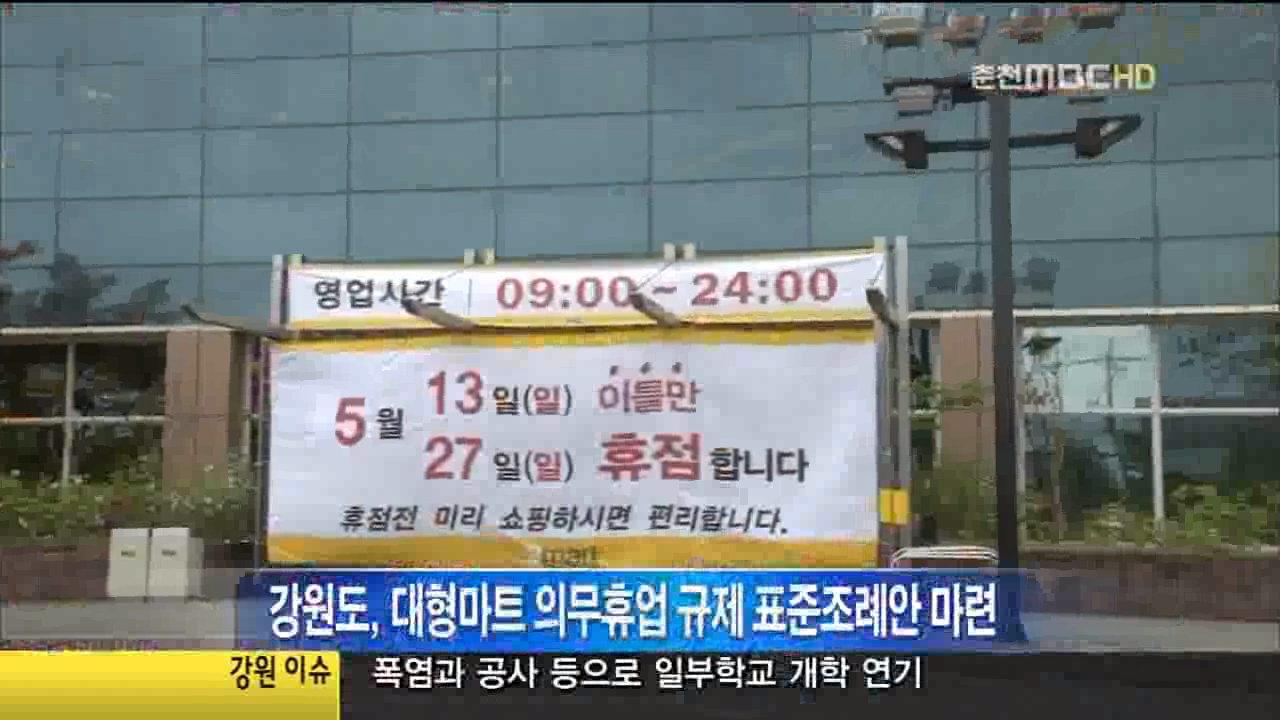 춘천MBCHD
영업시간 09:00 ~ 24:00
5월 13일(일) 이틀만
27일(일) 휴점합니다
휴점전 미리 쇼핑하시면 편리합니다.
mart
강원도, 대형마트 의무휴업 규제 표준조례안 마련
강원 이슈 폭염과 공사 등으로 일부학교 개학 연기